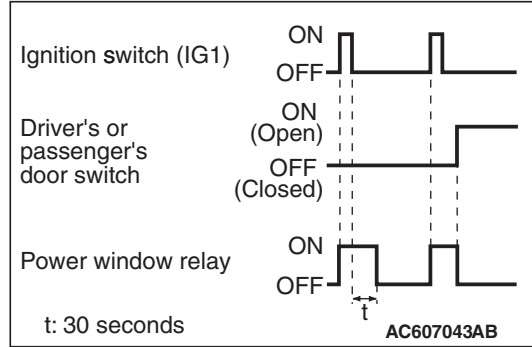 ON
Ignition switch (IG1)
OFF
ON
(Open)
Driver's or
passenger's
door switch
OFF
(Closed)
ON
Power window relay
OFF
t
t: 30 seconds
AC607043AB